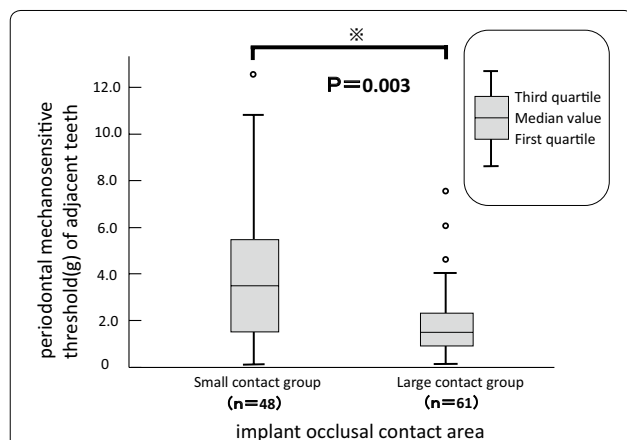 ※
P＝0.003
Third quartile
Median value
First quartile
periodontal mechanosensitive
threshold(g) of adjacent teeth
12.0
10.0
8.0
6.0
4.0
2.0
0
Small contact group
(n=48)
Large contact group
(n=61)
implant occlusal contact area